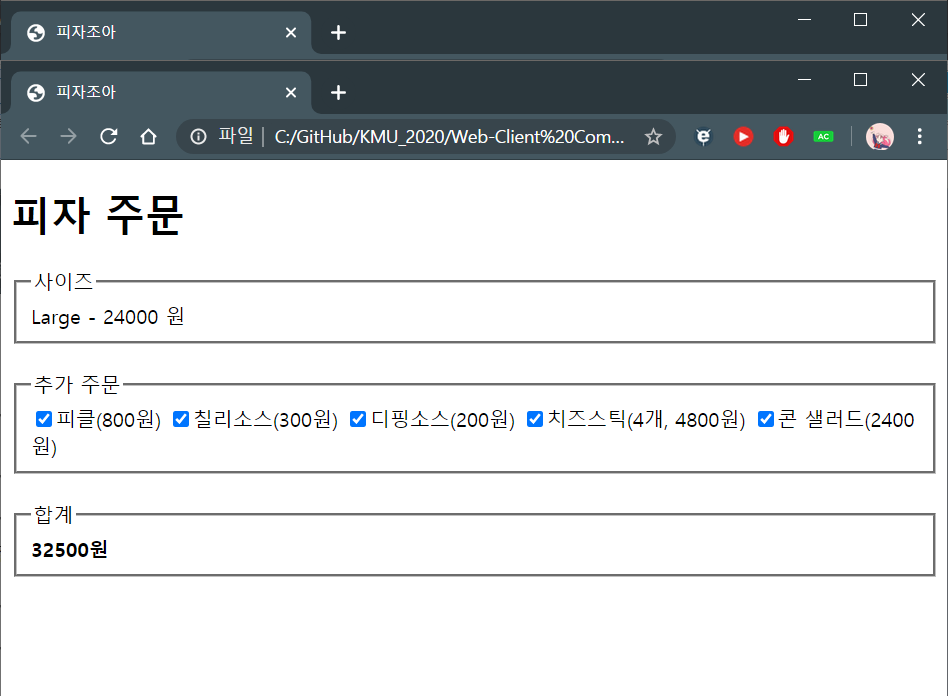 피자조아
피자조아
파일 | C:/GitHub/KMU_2020/Web-Client%20Com...
AC
피자 주문
사이즈
Large - 24000 원
추가 주문
피클(800원) 칠리소스(300원) 디핑소스(200원) 치즈스틱(4개, 4800원) 콘 샐러드(2400
원)
합계
32500원